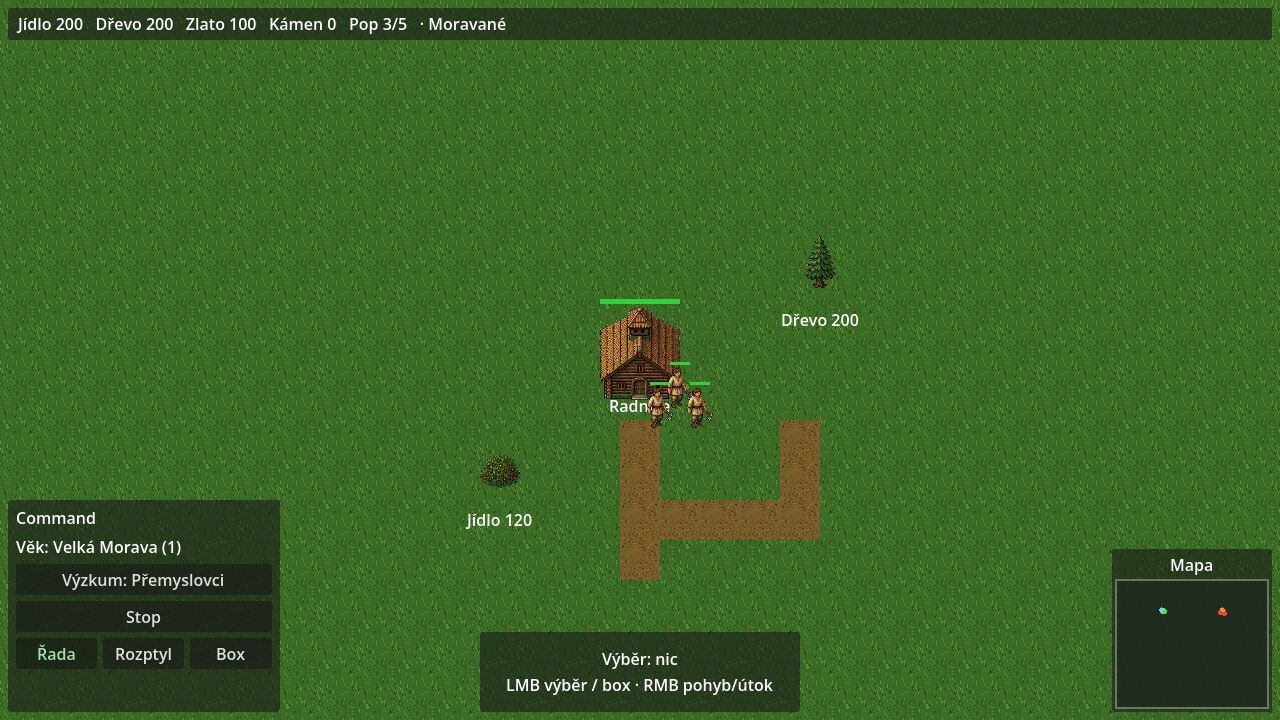 Jídlo 200 Dřevo 200 Zlato 100 Kámen 0 Pop 3/5 · Moravané
Dřevo 200
Jídlo 120
Command
Věk: Velká Morava (1)
Výzkum: Přemyslovci
Stop
Řada Rozptyl Box
Výběr: nic
LMB výběr / box · RMB pohyb/útok
Mapa